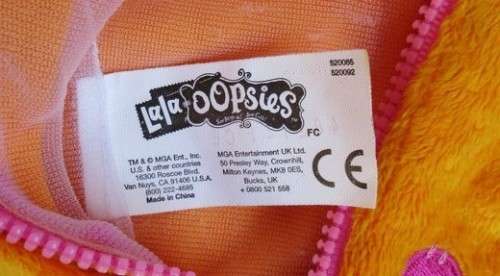 520085
520092
Lala-oopsies
FC
TM & © MGA Ent., Inc.
U.S. & other countries
16300 Roscoe Blvd.
Van Nuys, CA 91406 U.S.A.
(800) 222-4685
Made in China
MGA Entertainment UK Ltd.
50 Presley Way, Crownhill,
Milton Keynes, MK8 0ES,
Bucks, UK
+ 0800 521 558
CE